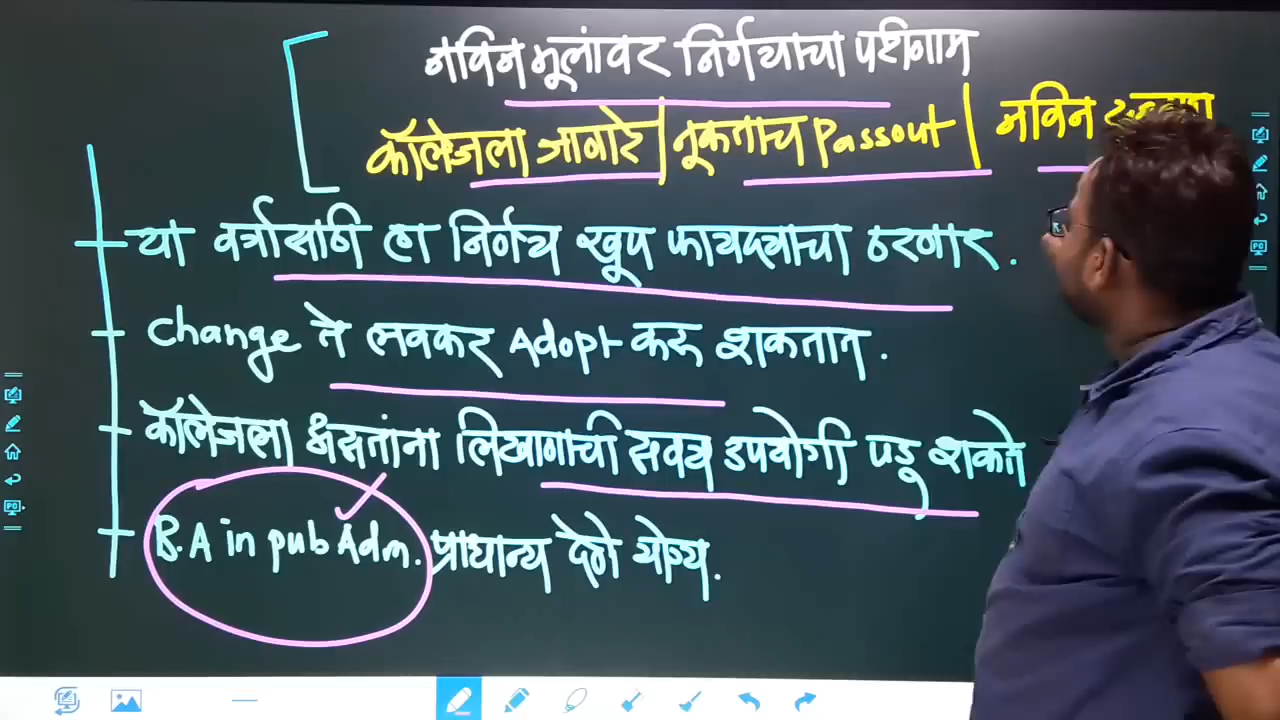 नविन मूलांवर निर्णयाचा परिणाम
कॉलेजला जाणारे | नूकताच Passout | नविन
या वर्गासाठी हा निर्णय खूप फायद्याचा ठरणार.
Change ते लवकर Adopt करू शकतात.
कॉलेजला असतांना लिखाणाची सवय उपयोगी पडू शकते
B.A in pub Adm. प्राधान्य देणे योग्य.